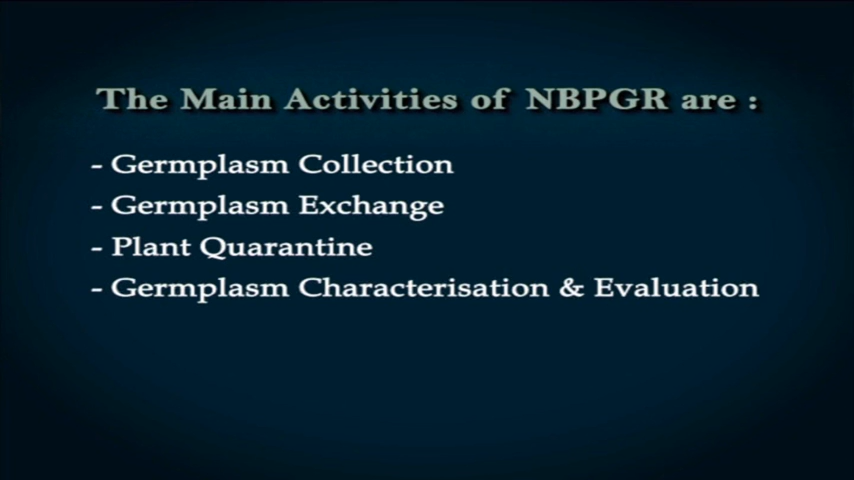 The Main Activities of NBPGR are :
- Germplasm Collection
- Germplasm Exchange
- Plant Quarantine
- Germplasm Characterisation & Evaluation